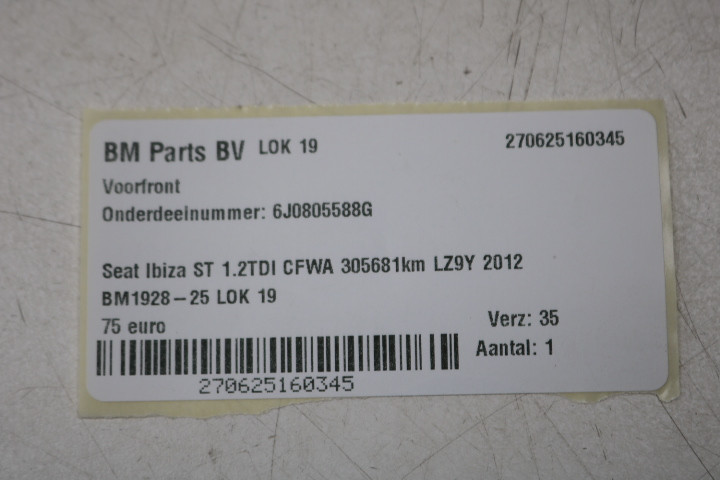 BM Parts BV LOK 19 270625160345
Voorfront
Onderdeelnummer: 6J0805588G
Seat Ibiza ST 1.2TDI CFWA 305681km LZ9Y 2012
BM1928-25 LOK 19
75 euro Verz: 35
Aantal: 1
270625160345